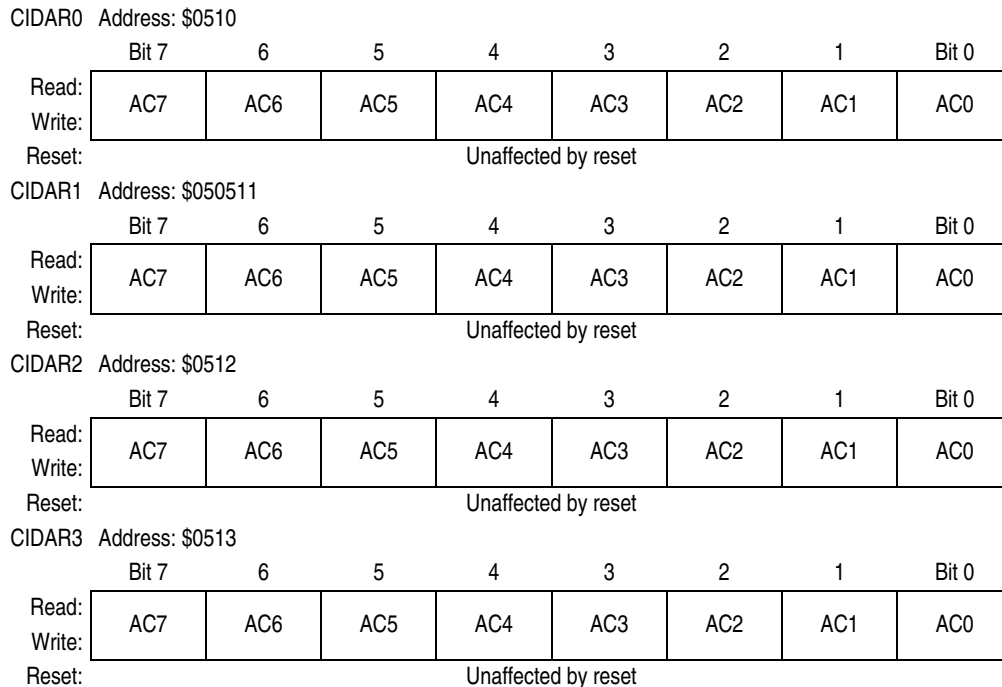 CIDAR0 Address: $0510
Bit 7 6 5 4 3 2 1 Bit 0
Read:
AC7 AC6 AC5 AC4 AC3 AC2 AC1 AC0
Write:
Reset: Unaffected by reset
CIDAR1 Address: $050511
Bit 7 6 5 4 3 2 1 Bit 0
Read:
AC7 AC6 AC5 AC4 AC3 AC2 AC1 AC0
Write:
Reset: Unaffected by reset
CIDAR2 Address: $0512
Bit 7 6 5 4 3 2 1 Bit 0
Read:
AC7 AC6 AC5 AC4 AC3 AC2 AC1 AC0
Write:
Reset: Unaffected by reset
CIDAR3 Address: $0513
Bit 7 6 5 4 3 2 1 Bit 0
Read:
AC7 AC6 AC5 AC4 AC3 AC2 AC1 AC0
Write:
Reset: Unaffected by reset